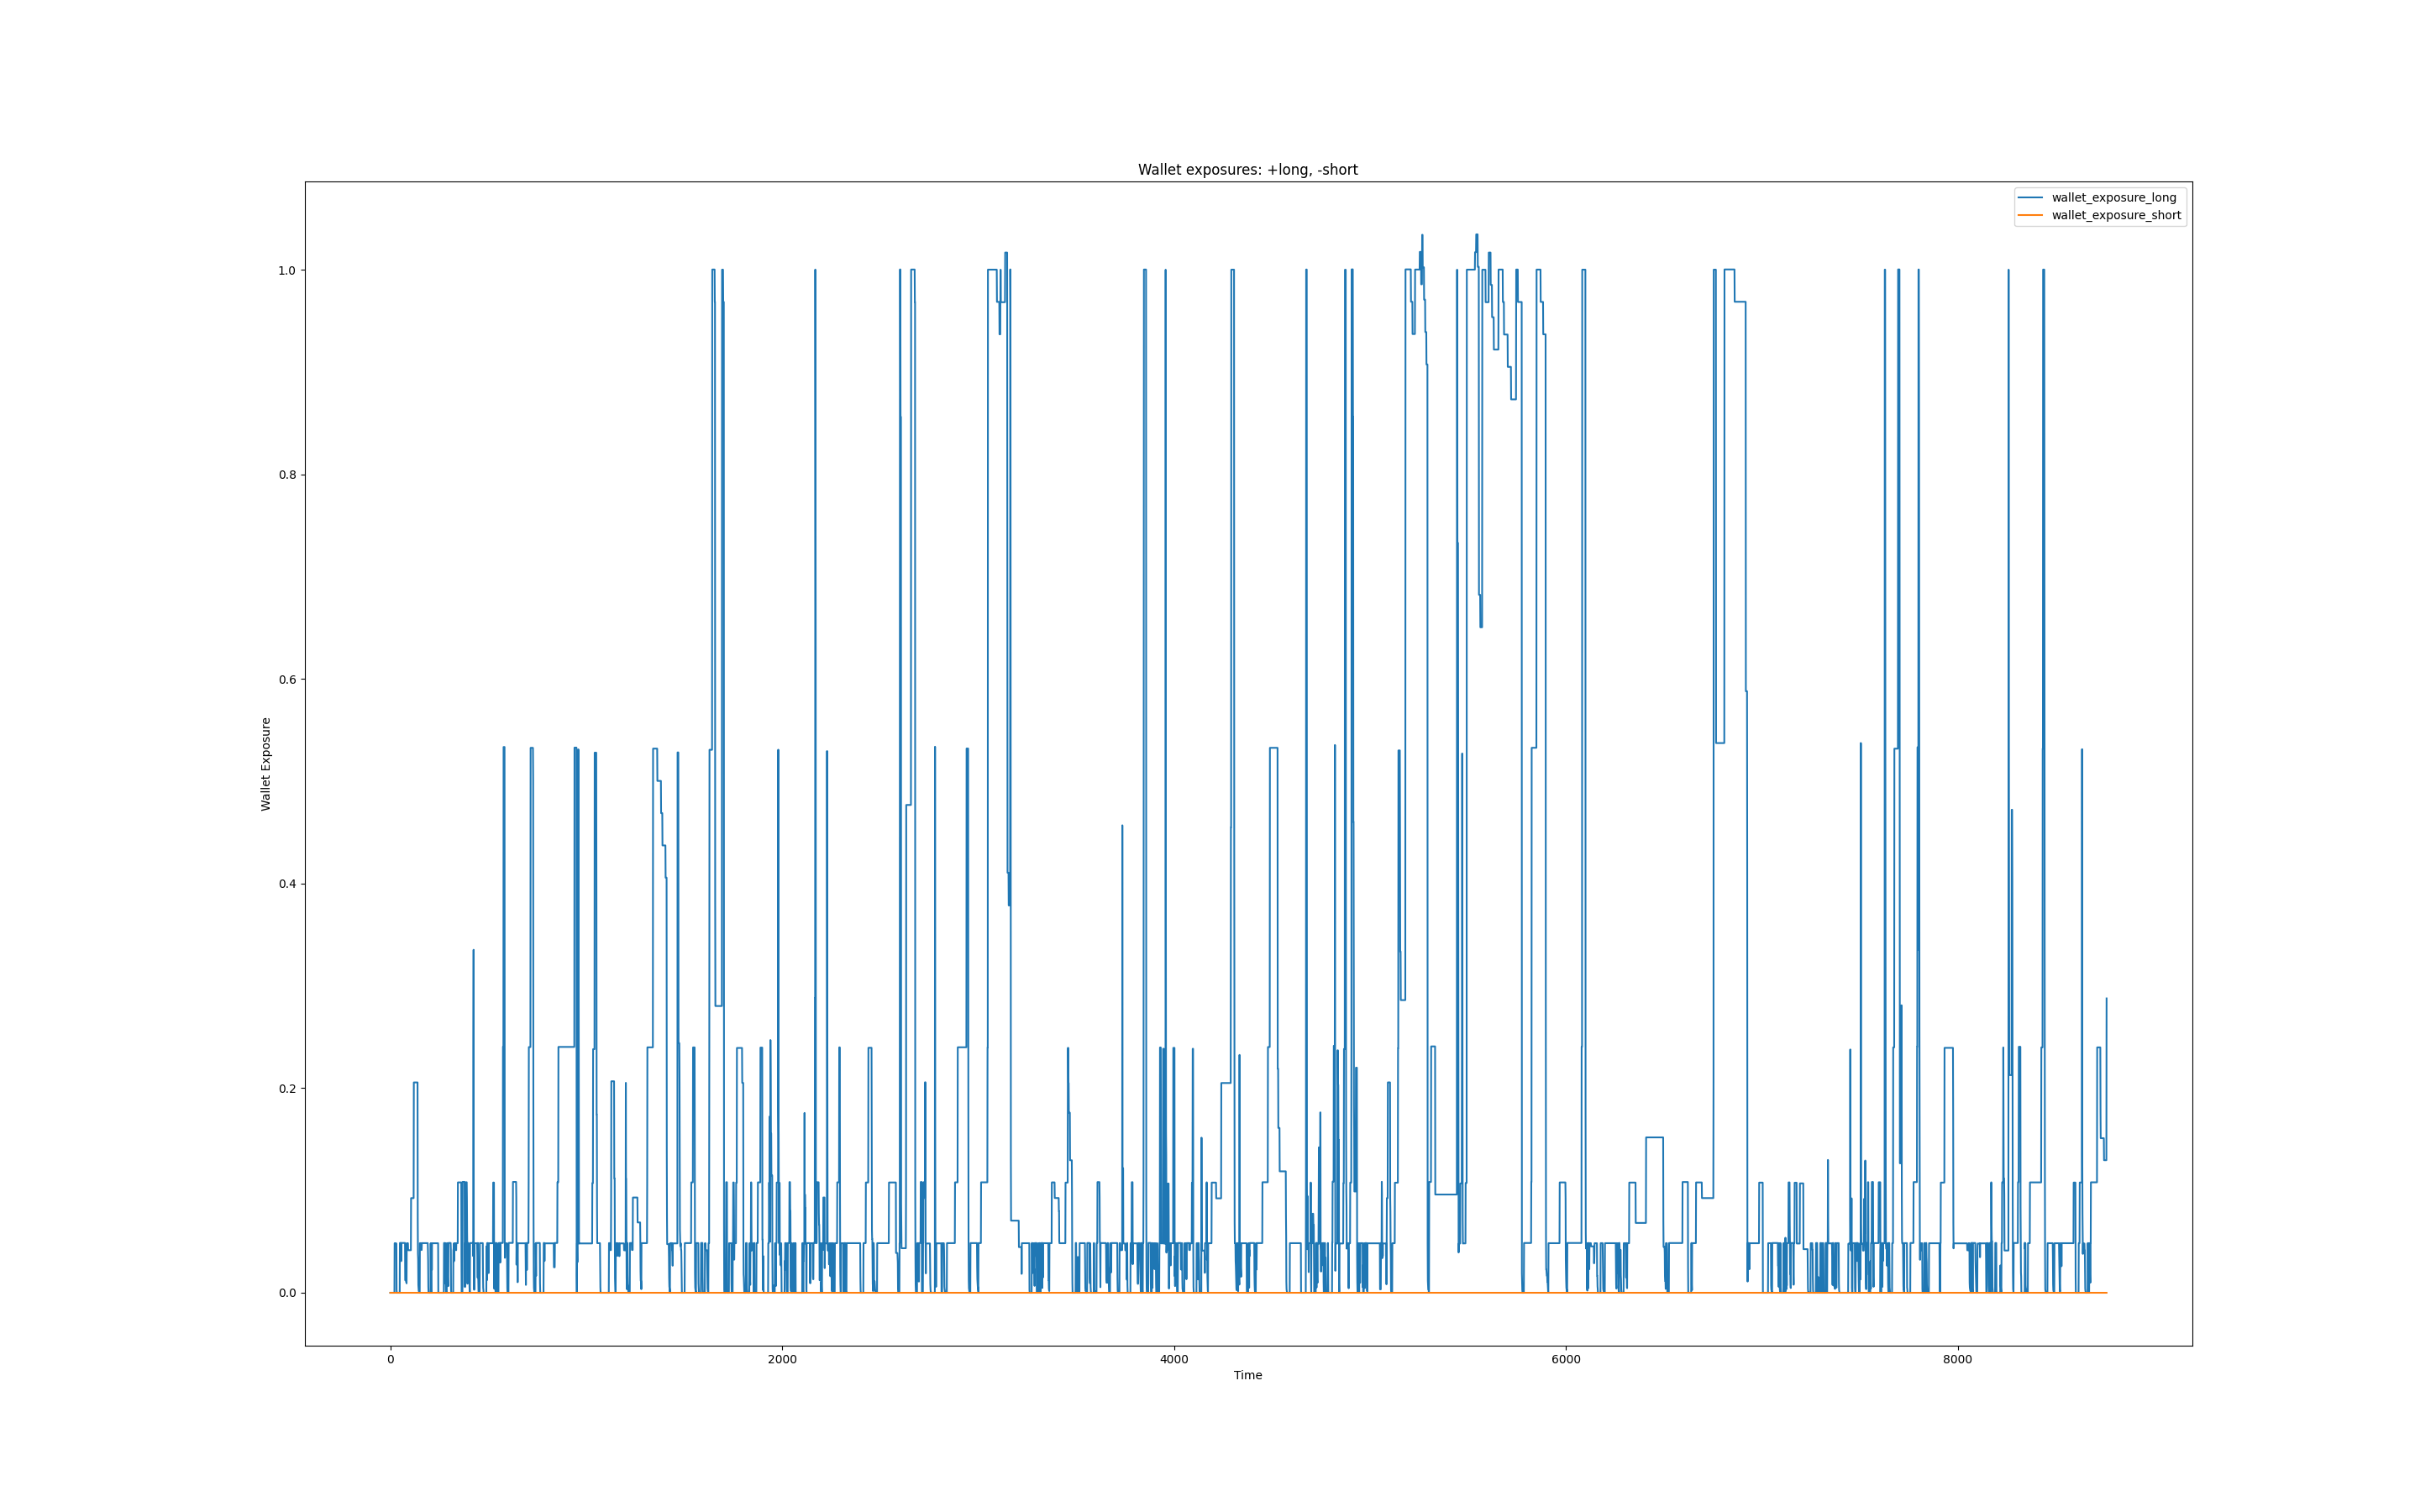 Wallet exposures: +long, -short
wallet_exposure_long
wallet_exposure_short
1.0
0.8
0.6
0.4
0.2
0.0
Wallet Exposure
0 2000 4000 6000 8000
Time